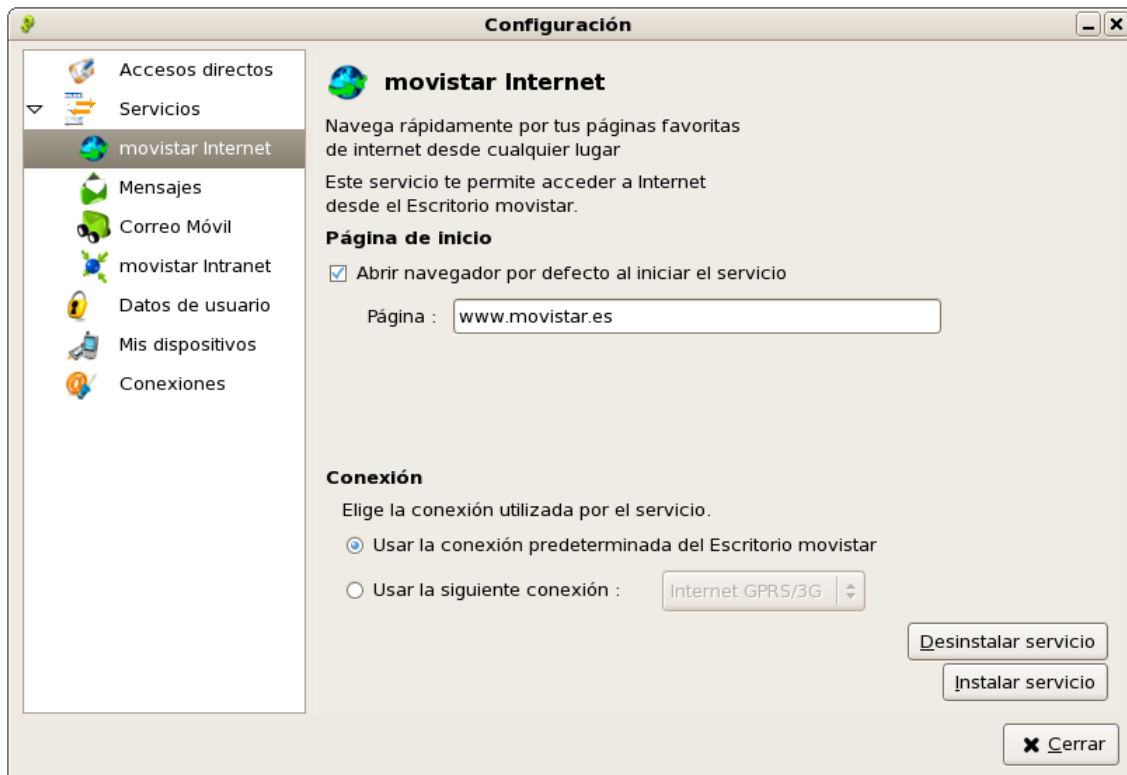 Configuración
Accesos directos
Servicios
movistar Internet
Mensajes
Correo Móvil
movistar Intranet
Datos de usuario
Mis dispositivos
Conexiones
movistar Internet
Navega rápidamente por tus páginas favoritas
de internet desde cualquier lugar
Este servicio te permite acceder a Internet
desde el Escritorio movistar.
Página de inicio
Abrir navegador por defecto al iniciar el servicio
Página : www.movistar.es
Conexión
Elige la conexión utilizada por el servicio.
Usar la conexión predeterminada del Escritorio movistar
Usar la siguiente conexión : Internet GPRS/3G
Desinstalar servicio
Instalar servicio
Cerrar